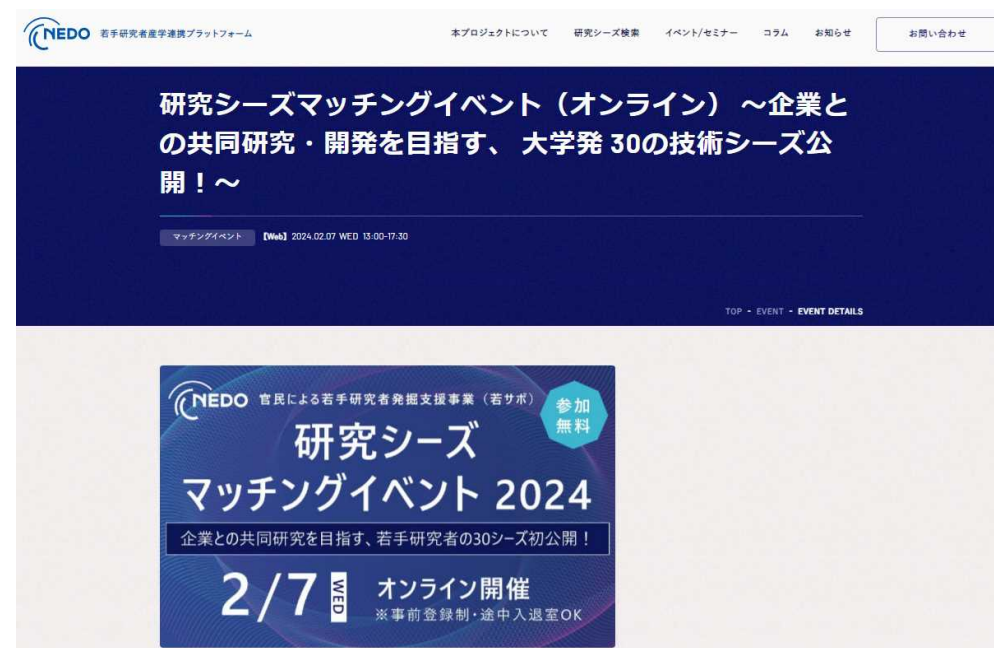 NEDO 若手研究者産学連携プラットフォーム
本プロジェクトについて 研究シーズ検索 イベント/セミナー コラム お知らせ お問い合わせ
研究シーズマッチングイベント（オンライン） ～企業と
の共同研究・開発を目指す、 大学発 30の技術シーズ公
開！～
マッチングイベント 【Web】 2024.02.07 WED 13:00-17:30
TOP - EVENT - EVENT DETAILS
NEDO 官民による若手研究者発掘支援事業（若サポ）
参加
無料
研究シーズ
マッチングイベント 2024
企業との共同研究を目指す、若手研究者の30シーズ初公開！
2/7 WED オンライン開催
※事前登録制・途中入退室OK